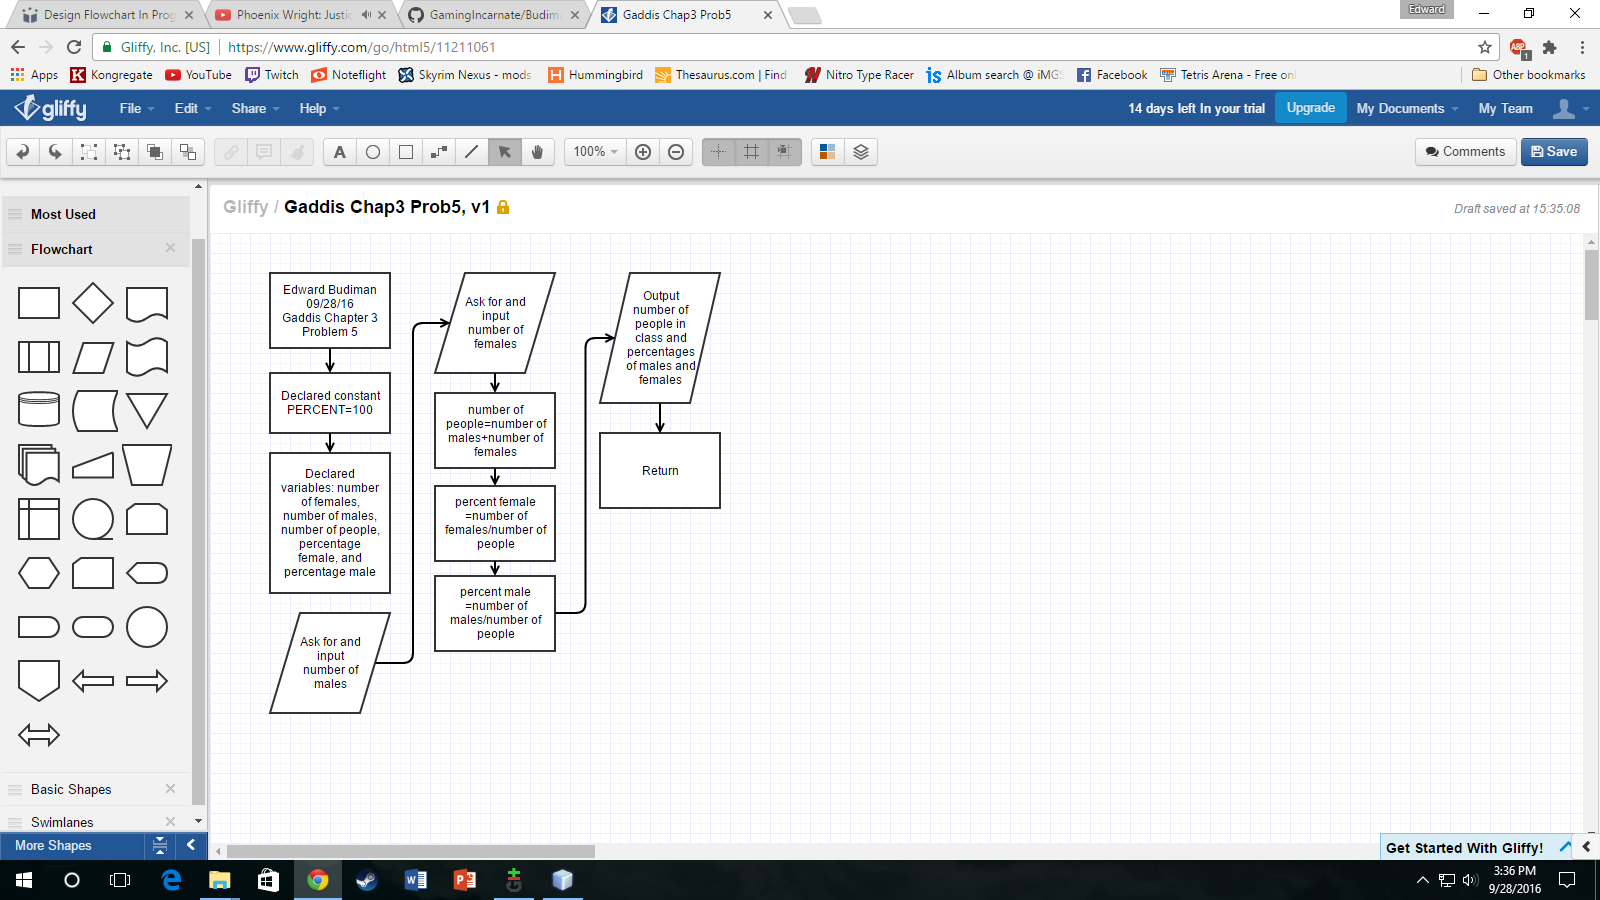 Design Flowchart In Prog
Phoenix Wright: Justic
GamingIncarnate/Budima
Gaddis Chap3 Prob5
Edward
Gliffy, Inc. [US]
https://www.gliffy.com/go/html5/11211061
ABP
1
Apps
Kongregate
YouTube
Twitch
Noteflight
Skyrim Nexus - mods
Hummingbird
Thesaurus.com | Find
Nitro Type Racer
Album search @ iMGS
Facebook
Tetris Arena - Free onl
Other bookmarks
gliffy
File
Edit
Share
Help
14 days left In your trial
Upgrade
My Documents
My Team
A
100%
Comments
Save
Most Used
Flowchart
Basic Shapes
Swimlanes
More Shapes
Gliffy / Gaddis Chap3 Prob5, v1
Draft saved at 15:35:08
Edward Budiman
09/28/16
Gaddis Chapter 3
Problem 5
Declared constant
PERCENT=100
Declared
variables: number
of females,
number of males,
number of people,
percentage
female, and
percentage male
Ask for and
input
number of
males
Ask for and
input
number of
females
number of
people=number of
males+number of
females
percent female
=number of
females/number of
people
percent male
=number of
males/number of
people
Output
number of
people in
class and
percentages
of males and
females
Return
Get Started With Gliffy!
3:36 PM
9/28/2016